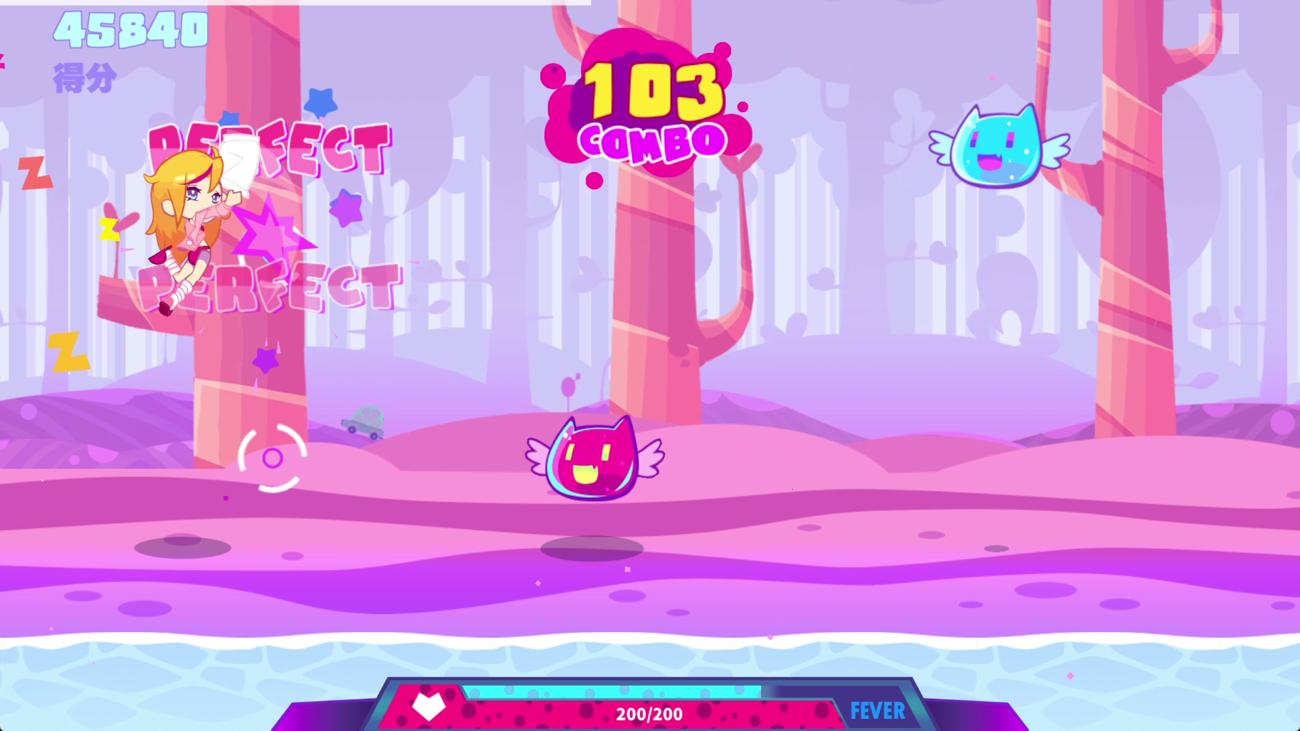 45840
得分
103
COMBO
PERFECT
Z
Z
PERFECT
Z
200/200
FEVER